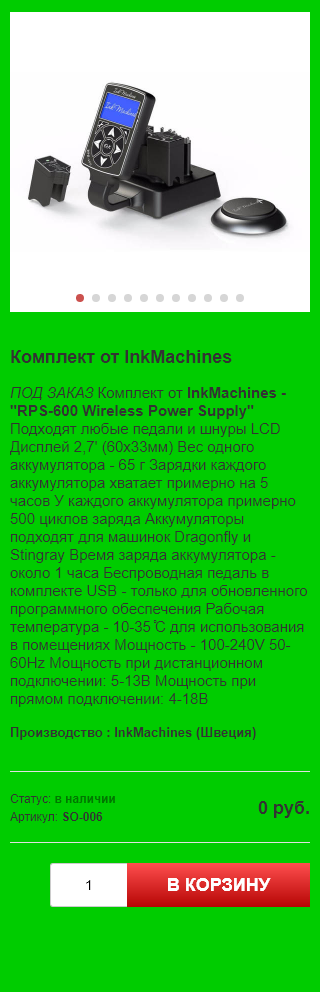 Ink Machines
Ink Machines
OK
Комплект от InkMachines
ПОД ЗАКАЗ Комплект от InkMachines -
"RPS-600 Wireless Power Supply"
Подходят любые педали и шнуры LCD
Дисплей 2,7' (60х33мм) Вес одного
аккумулятора - 65 г Зарядки каждого
аккумулятора хватает примерно на 5
часов У каждого аккумулятора примерно
500 циклов заряда Аккумуляторы
подходят для машинок Dragonfly и
Stingray Время заряда аккумулятора -
около 1 часа Беспроводная педаль в
комплекте USB - только для обновленного
программного обеспечения Рабочая
температура - 10-35 ̊С для использования
в помещениях Мощность - 100-240V 50-
60Hz Мощность при дистанционном
подключении: 5-13В Мощность при
прямом подключении: 4-18В
Производство : InkMachines (Швеция)
Статус: в наличии
Артикул: SO-006
0 руб.
1
В КОРЗИНУ